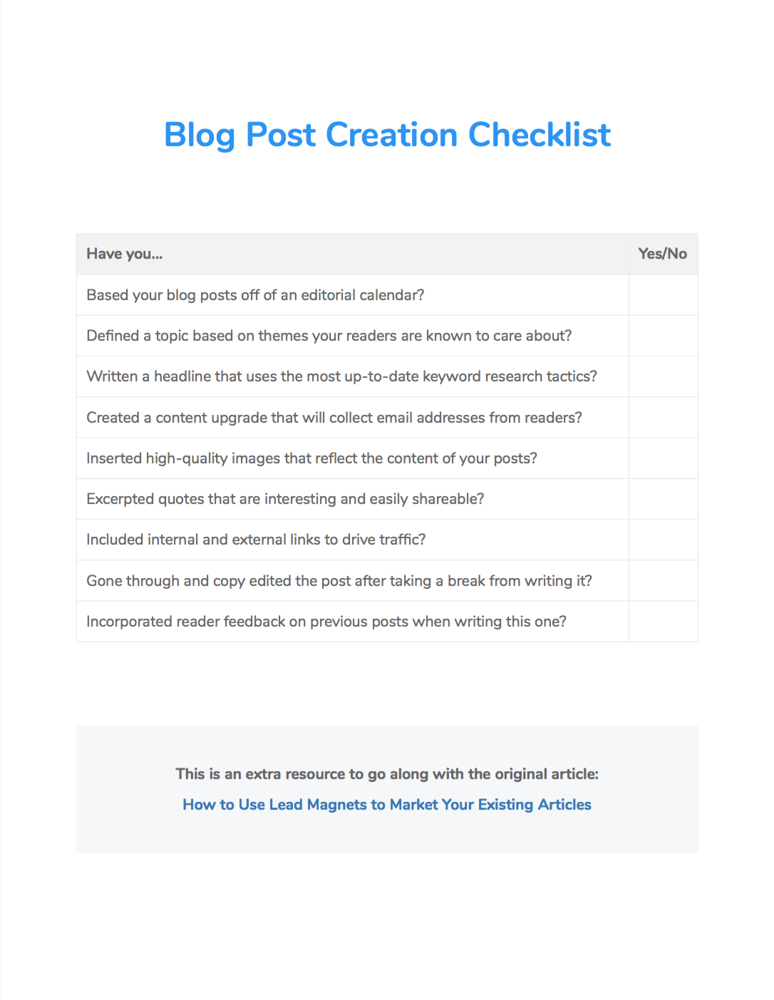 Blog Post Creation Checklist
Have you... Yes/No
Based your blog posts off of an editorial calendar?
Defined a topic based on themes your readers are known to care about?
Written a headline that uses the most up-to-date keyword research tactics?
Created a content upgrade that will collect email addresses from readers?
Inserted high-quality images that reflect the content of your posts?
Excerpted quotes that are interesting and easily shareable?
Included internal and external links to drive traffic?
Gone through and copy edited the post after taking a break from writing it?
Incorporated reader feedback on previous posts when writing this one?
This is an extra resource to go along with the original article:
How to Use Lead Magnets to Market Your Existing Articles